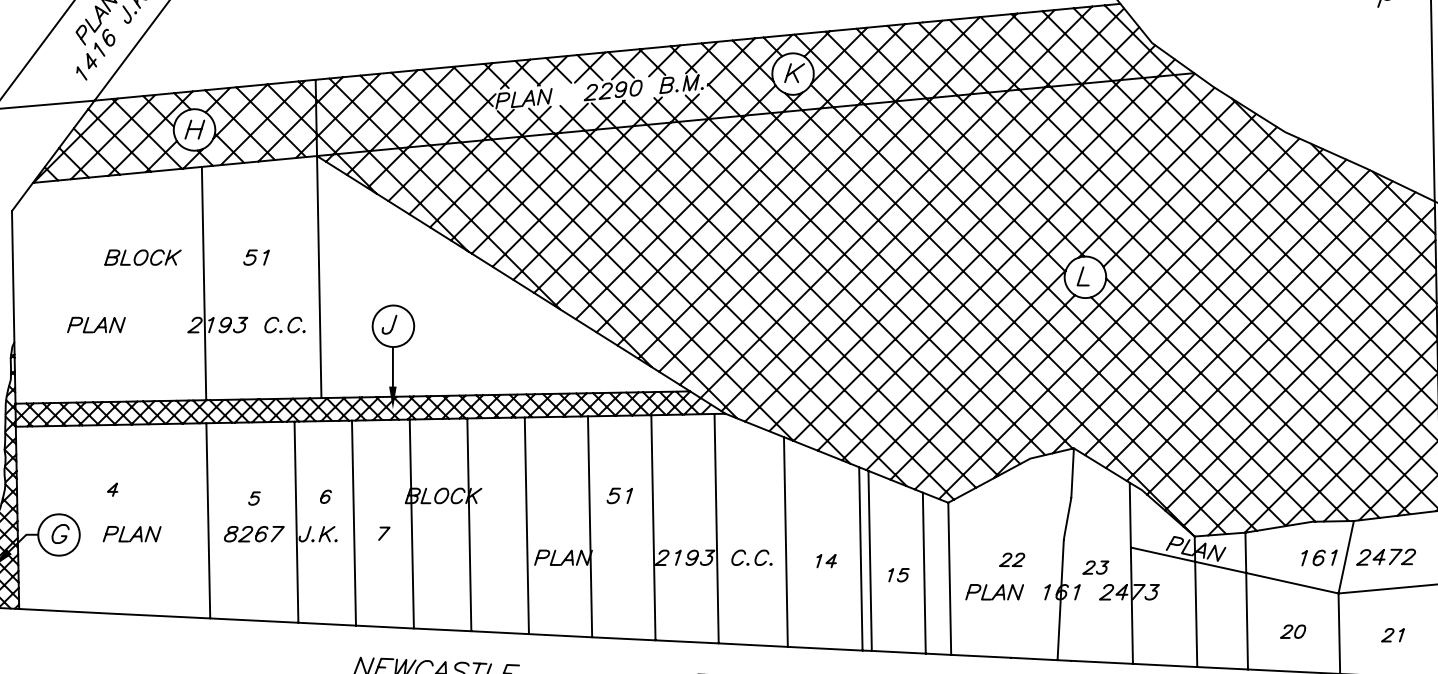 PLAN
1416 J.K.
K
PLAN 2290 B.M.
H
BLOCK 51
L
PLAN 2193 C.C.
J
4
5
6
BLOCK 51
G
PLAN 8267 J.K. 7
PLAN 2193 C.C.
14
15
22
23
PLAN 161 2472
PLAN 161 2473
20
21
NEWCASTLE